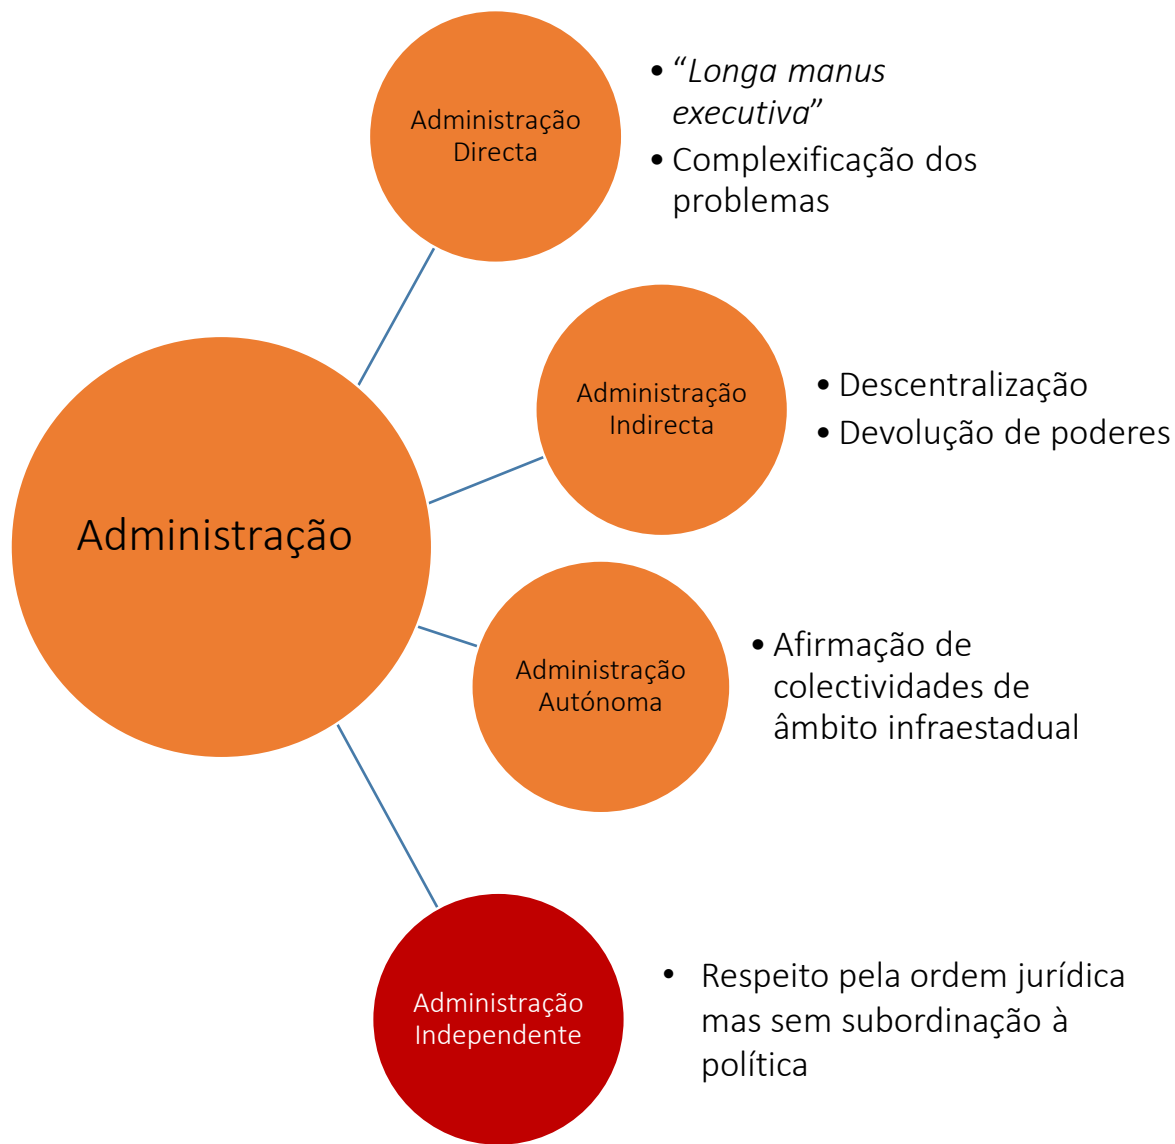 Administração
Administração
Directa
• “Longa manus
executiva”
• Complexificação dos
problemas
Administração
Indirecta
• Descentralização
• Devolução de poderes
Administração
Autónoma
• Afirmação de
colectividades de
âmbito infraestadual
Administração
Independente
• Respeito pela ordem jurídica
mas sem subordinação à
política